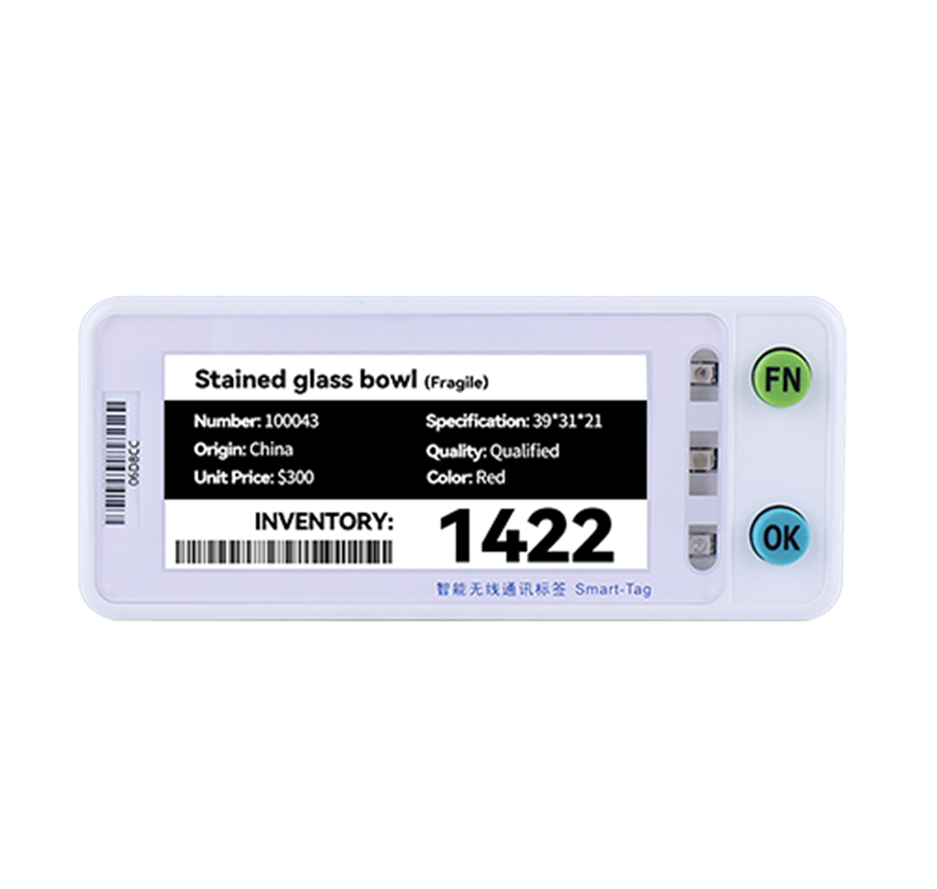 Stained glass bowl (Fragile)
Number: 100043 Specification: 39*31*21
Origin: China Quality: Qualified
Unit Price: $300 Color: Red
INVENTORY: 1422
智能无线通讯标签 Smart-Tag
06D8CC
FN
OK